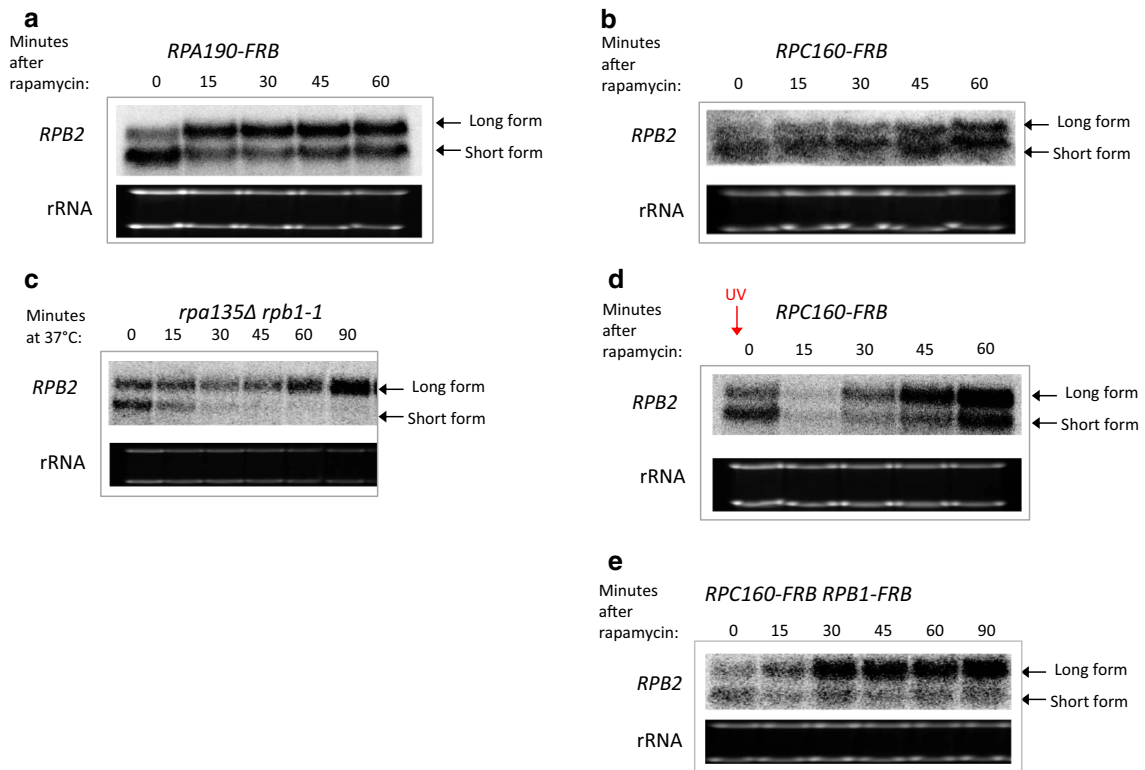 a
Minutes
after
rapamycin:
RPA190-FRB
0 15 30 45 60
RPB2
Long form
Short form
rRNA
b
Minutes
after
rapamycin:
RPC160-FRB
0 15 30 45 60
RPB2
Long form
Short form
rRNA
c
Minutes
at 37°C:
rpa135Δ rpb1-1
0 15 30 45 60 90
RPB2
Long form
Short form
rRNA
d
UV
Minutes
after
rapamycin:
RPC160-FRB
0 15 30 45 60
RPB2
Long form
Short form
rRNA
e
Minutes
after
rapamycin:
RPC160-FRB RPB1-FRB
0 15 30 45 60 90
RPB2
Long form
Short form
rRNA